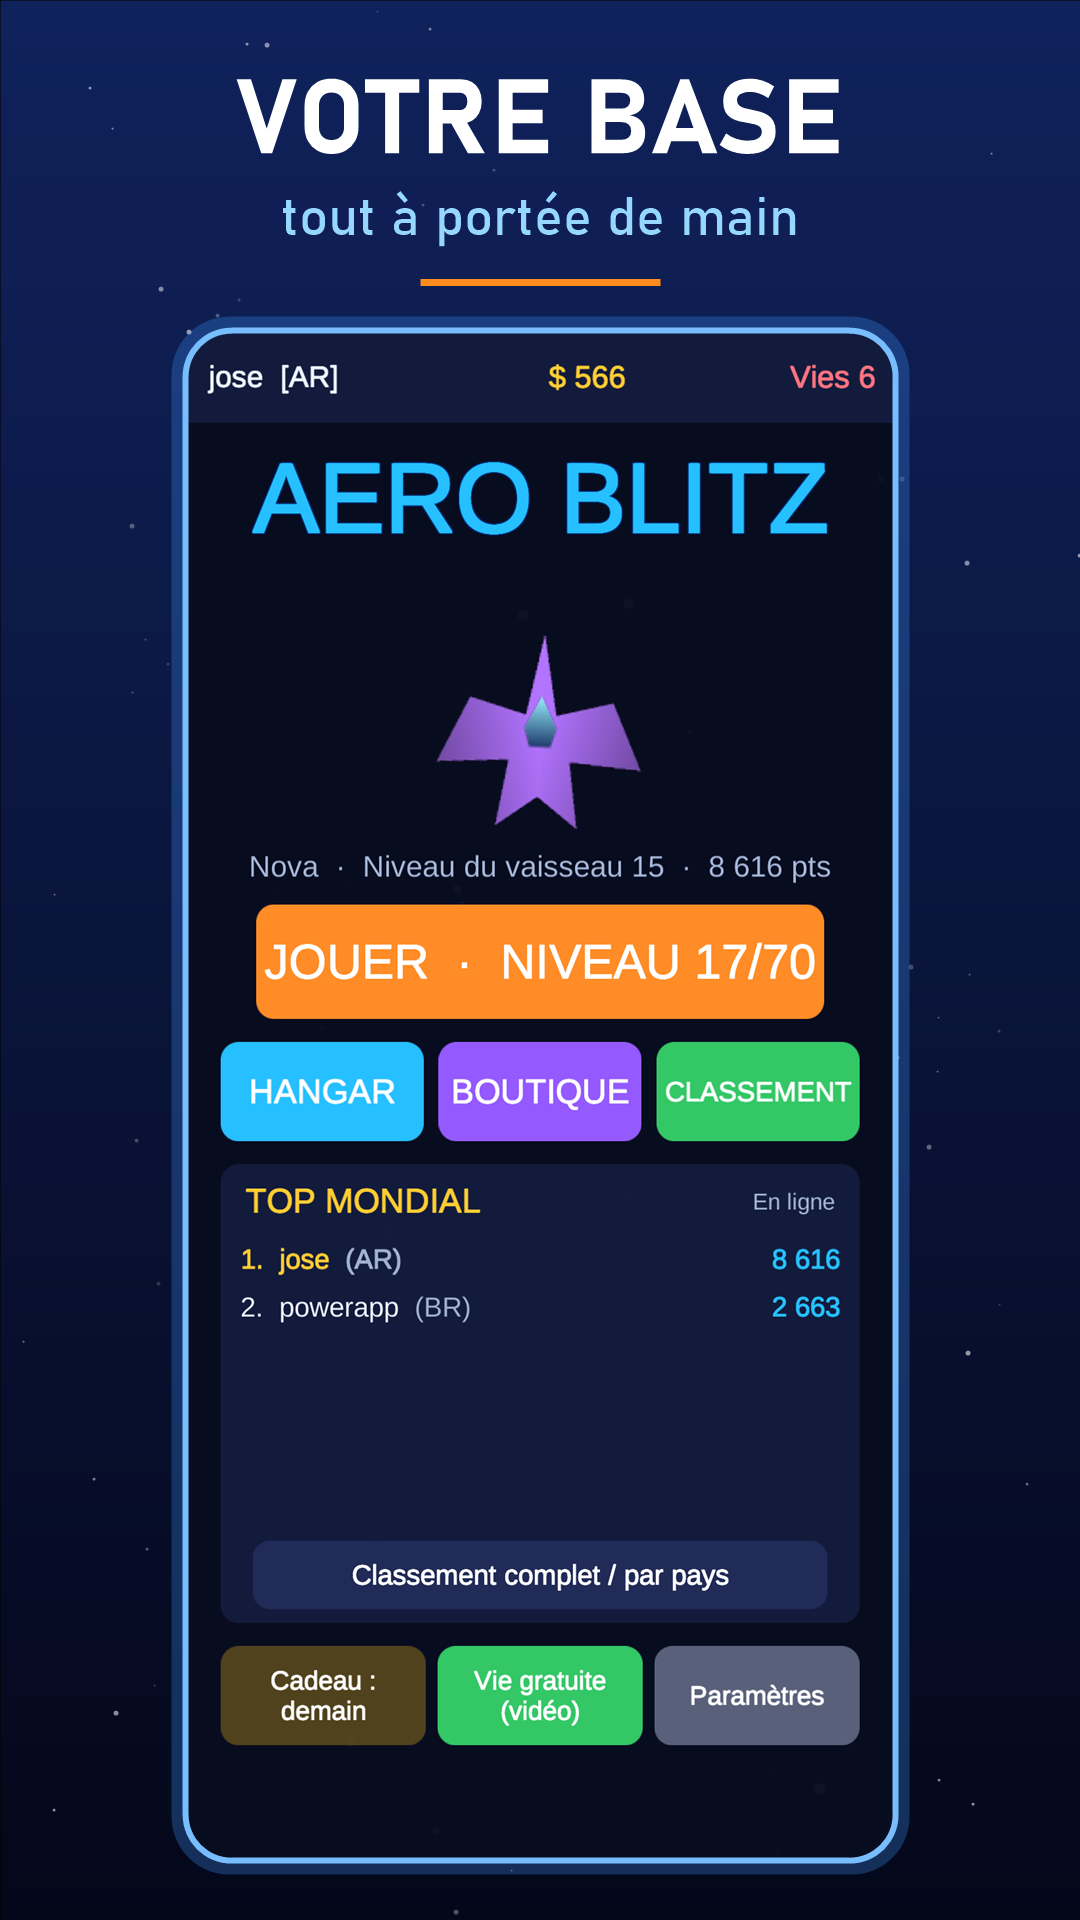 VOTRE BASE
tout à portée de main
jose [AR] $ 566 Vies 6
AERO BLITZ
Nova · Niveau du vaisseau 15 · 8 616 pts
JOUER · NIVEAU 17/70
HANGAR BOUTIQUE CLASSEMENT
TOP MONDIAL En ligne
1. jose (AR) 8 616
2. powerapp (BR) 2 663
Classement complet / par pays
Cadeau :
demain
Vie gratuite
(vidéo)
Paramètres